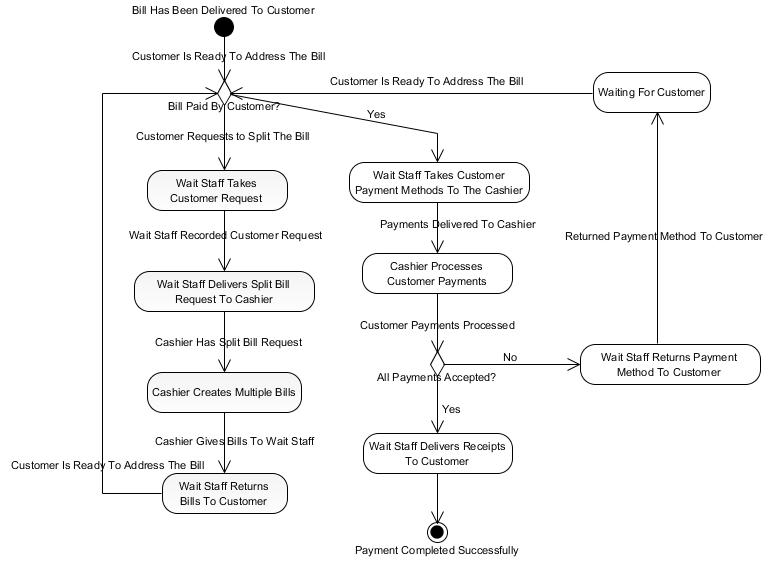 Bill Has Been Delivered To Customer
Customer Is Ready To Address The Bill
Customer Is Ready To Address The Bill
Waiting For Customer
Bill Paid By Customer?
Yes
Customer Requests to Split The Bill
Wait Staff Takes
Customer Request
Wait Staff Takes Customer
Payment Methods To The Cashier
Payments Delivered To Cashier
Wait Staff Recorded Customer Request
Returned Payment Method To Customer
Cashier Processes
Customer Payments
Wait Staff Delivers Split Bill
Request To Cashier
Customer Payments Processed
Cashier Has Split Bill Request
No
Wait Staff Returns Payment
Method To Customer
All Payments Accepted?
Cashier Creates Multiple Bills
Yes
Cashier Gives Bills To Wait Staff
Wait Staff Delivers Receipts
To Customer
Customer Is Ready To Address The Bill
Wait Staff Returns
Bills To Customer
Payment Completed Successfully